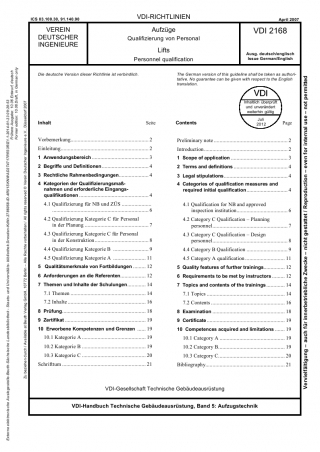 ICS 03.100.30, 91.140.90
VDI-RICHTLINIEN
April 2007
VEREIN
DEUTSCHER
INGENIEURE
Aufzüge
Qualifizierung von Personal
Lifts
Personnel qualification
VDI 2168
Ausg. deutsch/englisch
Issue German/English
Die deutsche Version dieser Richtlinie ist verbindlich.
The German version of this guideline shall be taken as authoritative. No guarantee can be given with respect to the English translation.
VDI
Inhaltlich überprüft
und unverändert
weiterhin gültig
Juli
2012
Inhalt Seite
Vorbemerkung 2
Einleitung 2
1 Anwendungsbereich 3
2 Begriffe und Definitionen 3
3 Rechtliche Rahmenbedingungen 4
4 Kategorien der Qualifizierungsmaß-
nahmen und erforderliche Eingangs-
qualifikationen 4
4.1 Qualifizierung für NB und ZÜS
4.2 Qualifizierung Kategorie C für Personal
in der Planung 7
4.3 Qualifizierung Kategorie C für Personal
in der Konstruktion 8
4.4 Qualifizierung Kategorie B
4.5 Qualifizierung Kategorie A 11
5 Qualitätsmerkmale von Fortbildungen 12
6 Anforderungen an die Referenten 12
7 Themen und Inhalte der Schulungen 14
7.1 Themen 14
7.2 Inhalte 16
8 Prüfung 18
9 Zertifikat 19
10 Erworbene Kompetenzen und Grenzen 19
10.1 Kategorie A 19
10.2 Kategorie B 19
10.3 Kategorie C 20
Schrifttum 21
Contents Page
Preliminary note 2
Introduction 2
1 Scope of application 3
2 Terms and definitions 3
3 Legal stipulations 4
4 Categories of qualification measures and
required initial qualification 4
4.1 Qualification for NB and approved
inspection institution 6
4.2 Category C Qualification – Planning
personnel 7
4.3 Category C Qualification – Design
personnel 8
4.4 Category B Qualification
4.5 Category A qualification 11
5 Quality features of further trainings 12
6 Requirements to be met by instructors 12
7 Topics and contents of the trainings 14
7.1 Topics 14
7.2 Contents 16
8 Examination 18
9 Certificate 19
10 Competences acquired and limitations 19
10.1 Category A 19
10.2 Category B 19
10.3 Category C 20
Bibliography 21
VDI-Gesellschaft Technische Gebäudeausrüstung
VDI-Handbuch Technische Gebäudeausrüstung, Band 5: Aufzugstechnik
Vervielfältigung – auch für innerbetriebliche Zwecke – nicht gestattet / Reproduction – even for internal use – not permitted